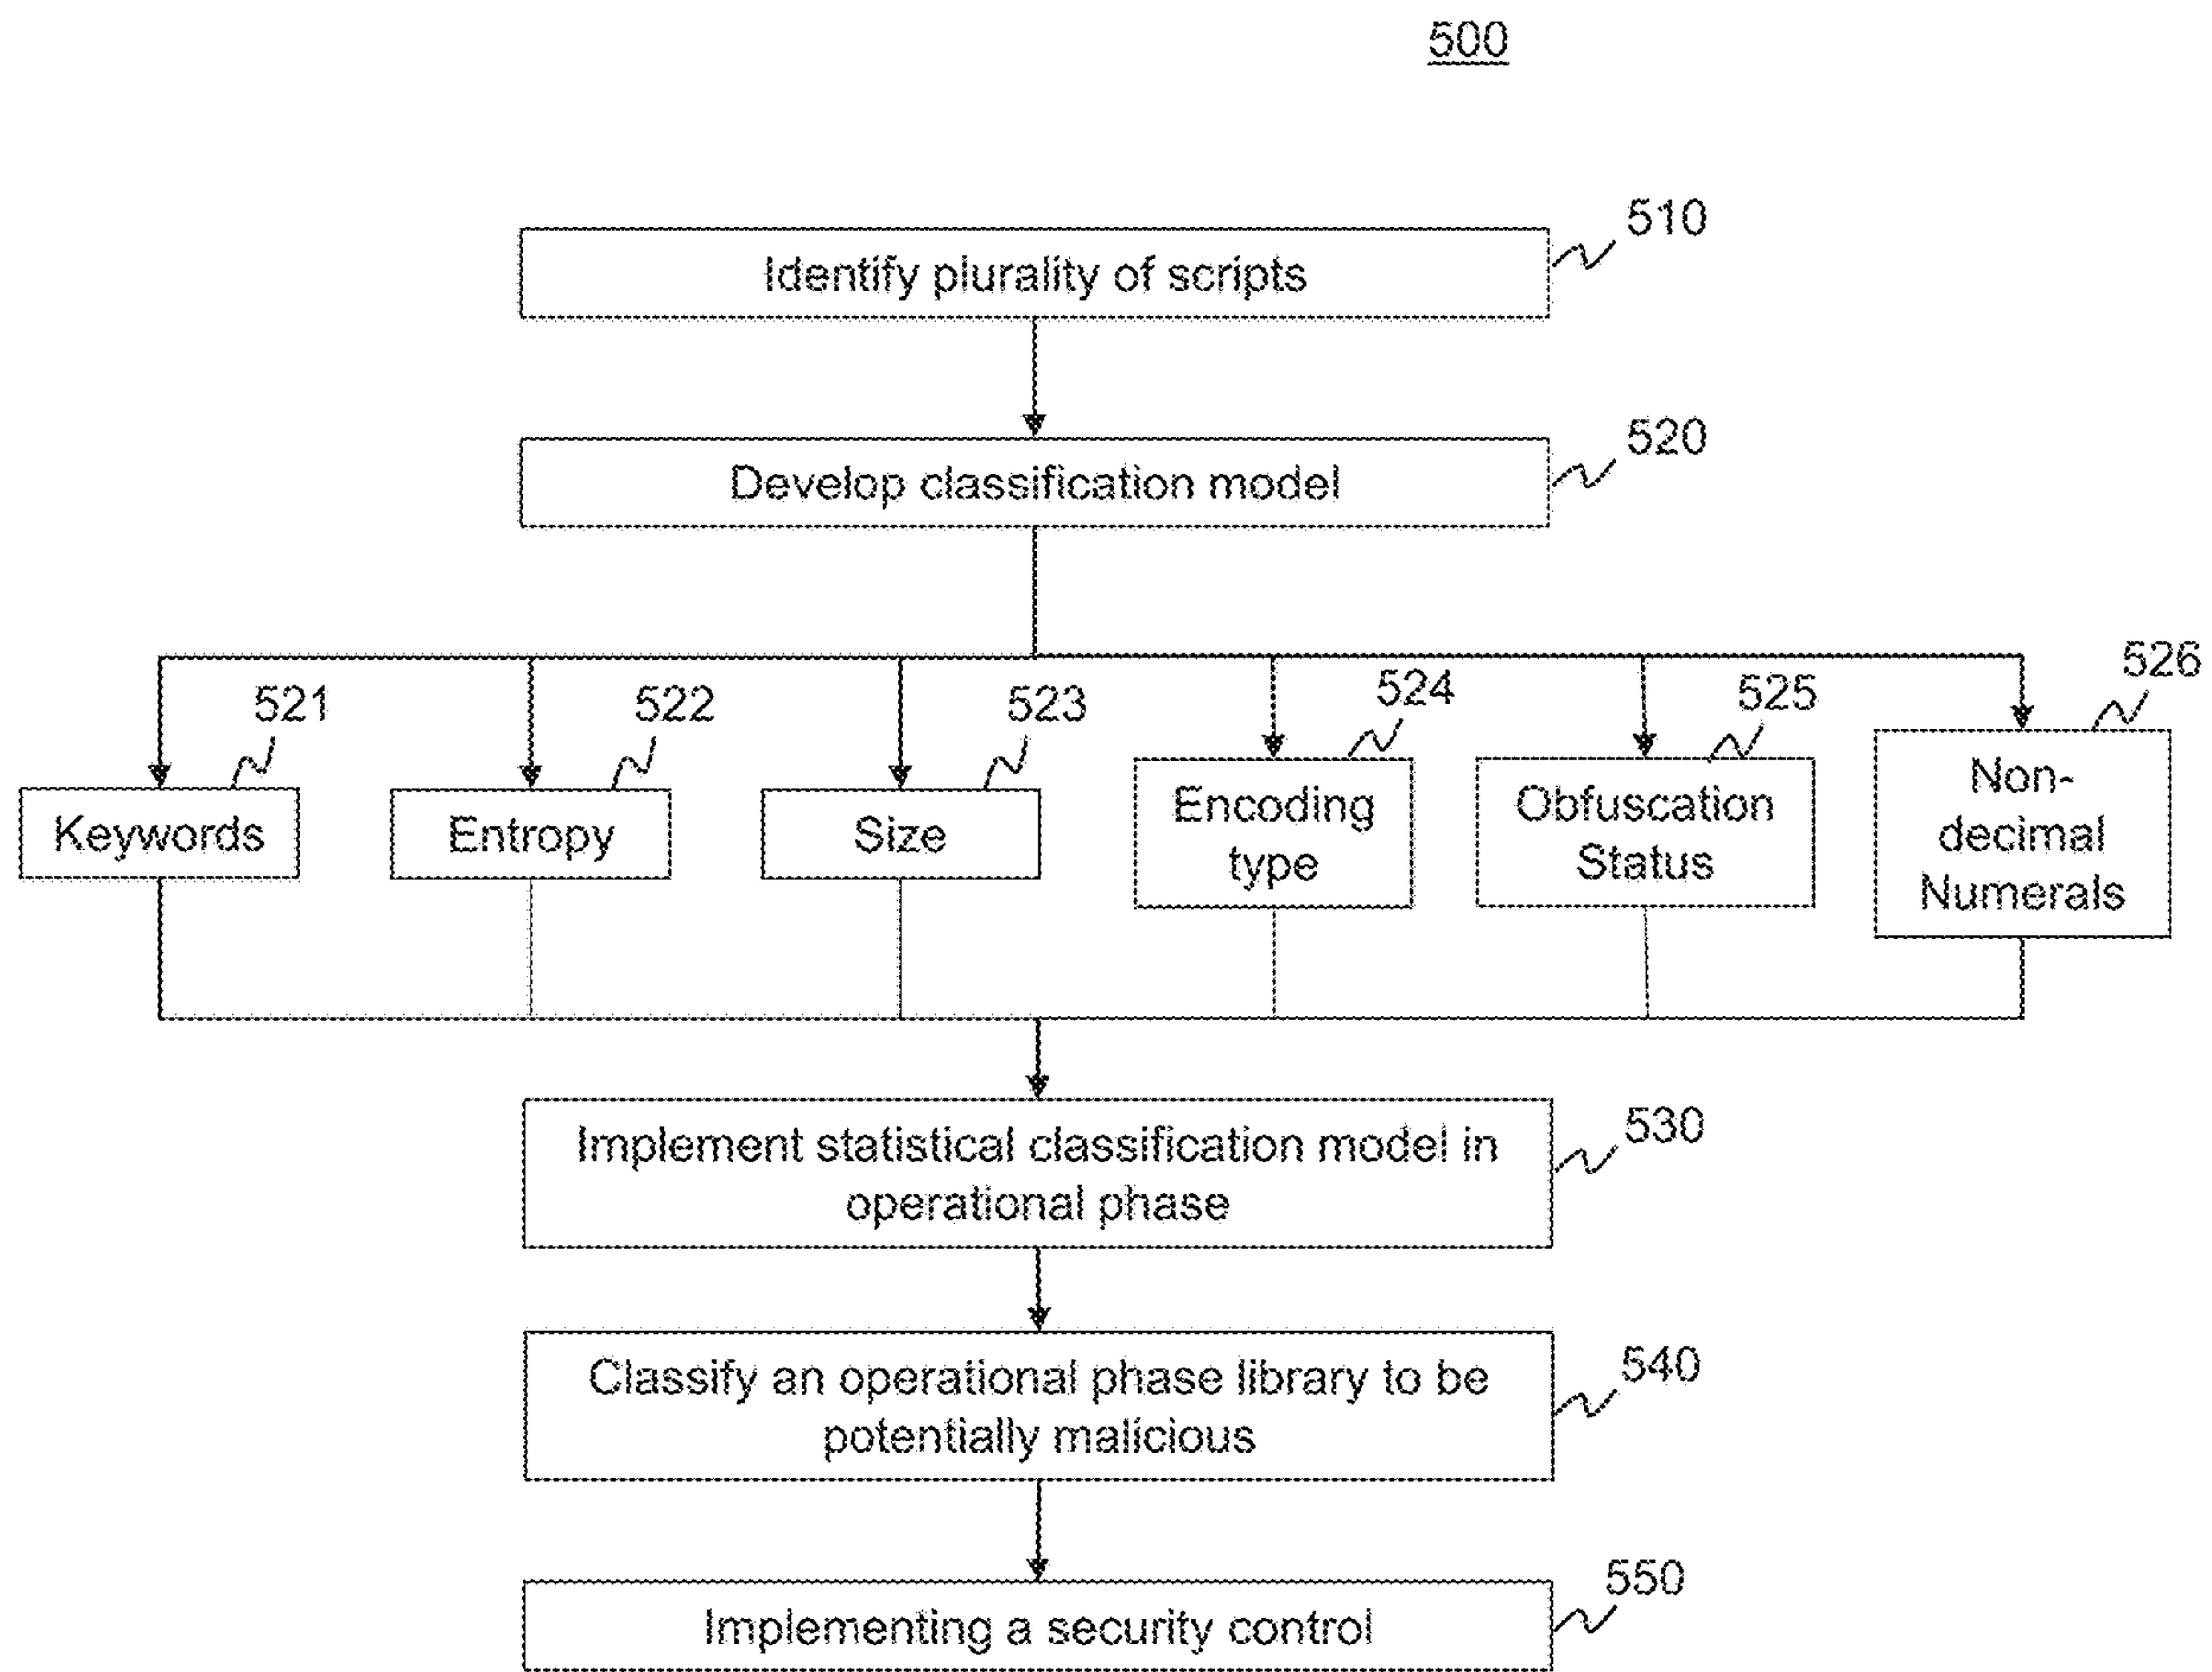 500
510
Identify plurality of scripts
520
Develop classification model
521
522
523
524
525
526
Keywords
Entropy
Size
Encoding
type
Obfuscation
Status
Non-
decimal
Numerals
530
Implement statistical classification model in
operational phase
540
Classify an operational phase library to be
potentially malicious
550
Implementing a security control